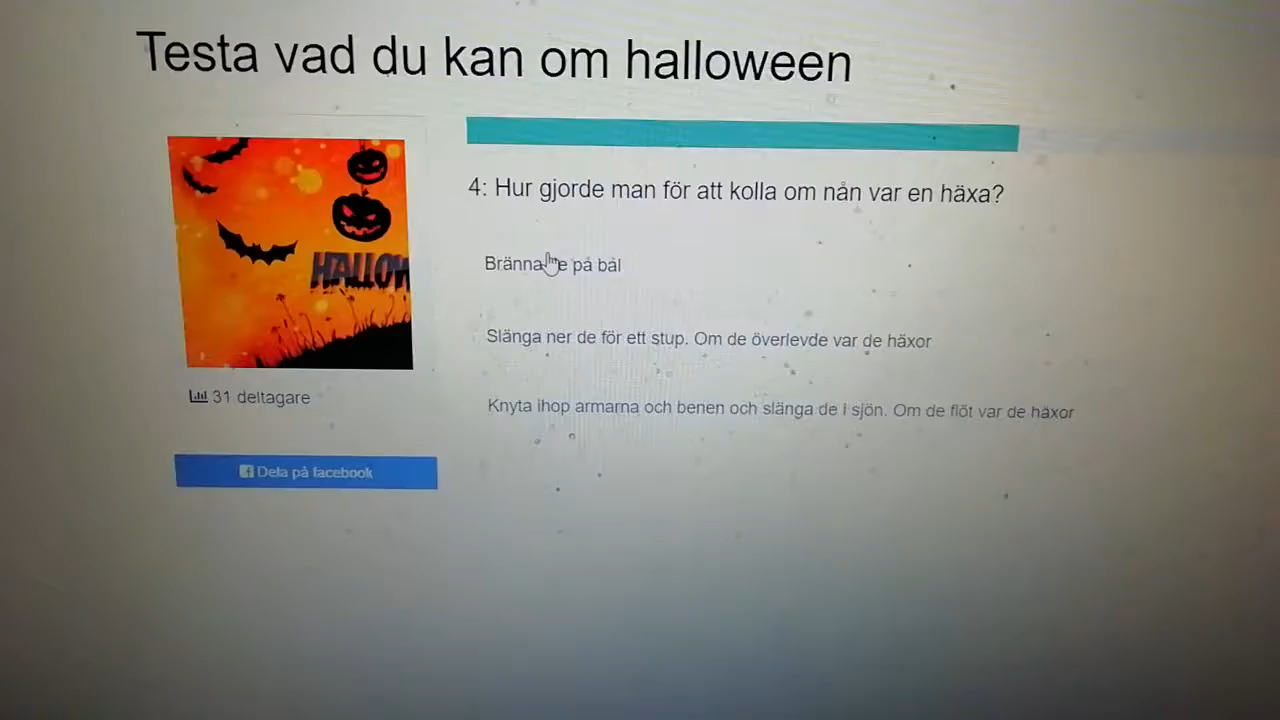 Testa vad du kan om halloween
4: Hur gjorde man för att kolla om nån var en häxa?
Bränna på bål
HALLOW
Slänga ner de för ett stup. Om de överlevde var de häxor
31 deltagare
Knyta ihop armarna och benen och slänga de i sjön. Om de flöt var de häxor
Dela på facebook